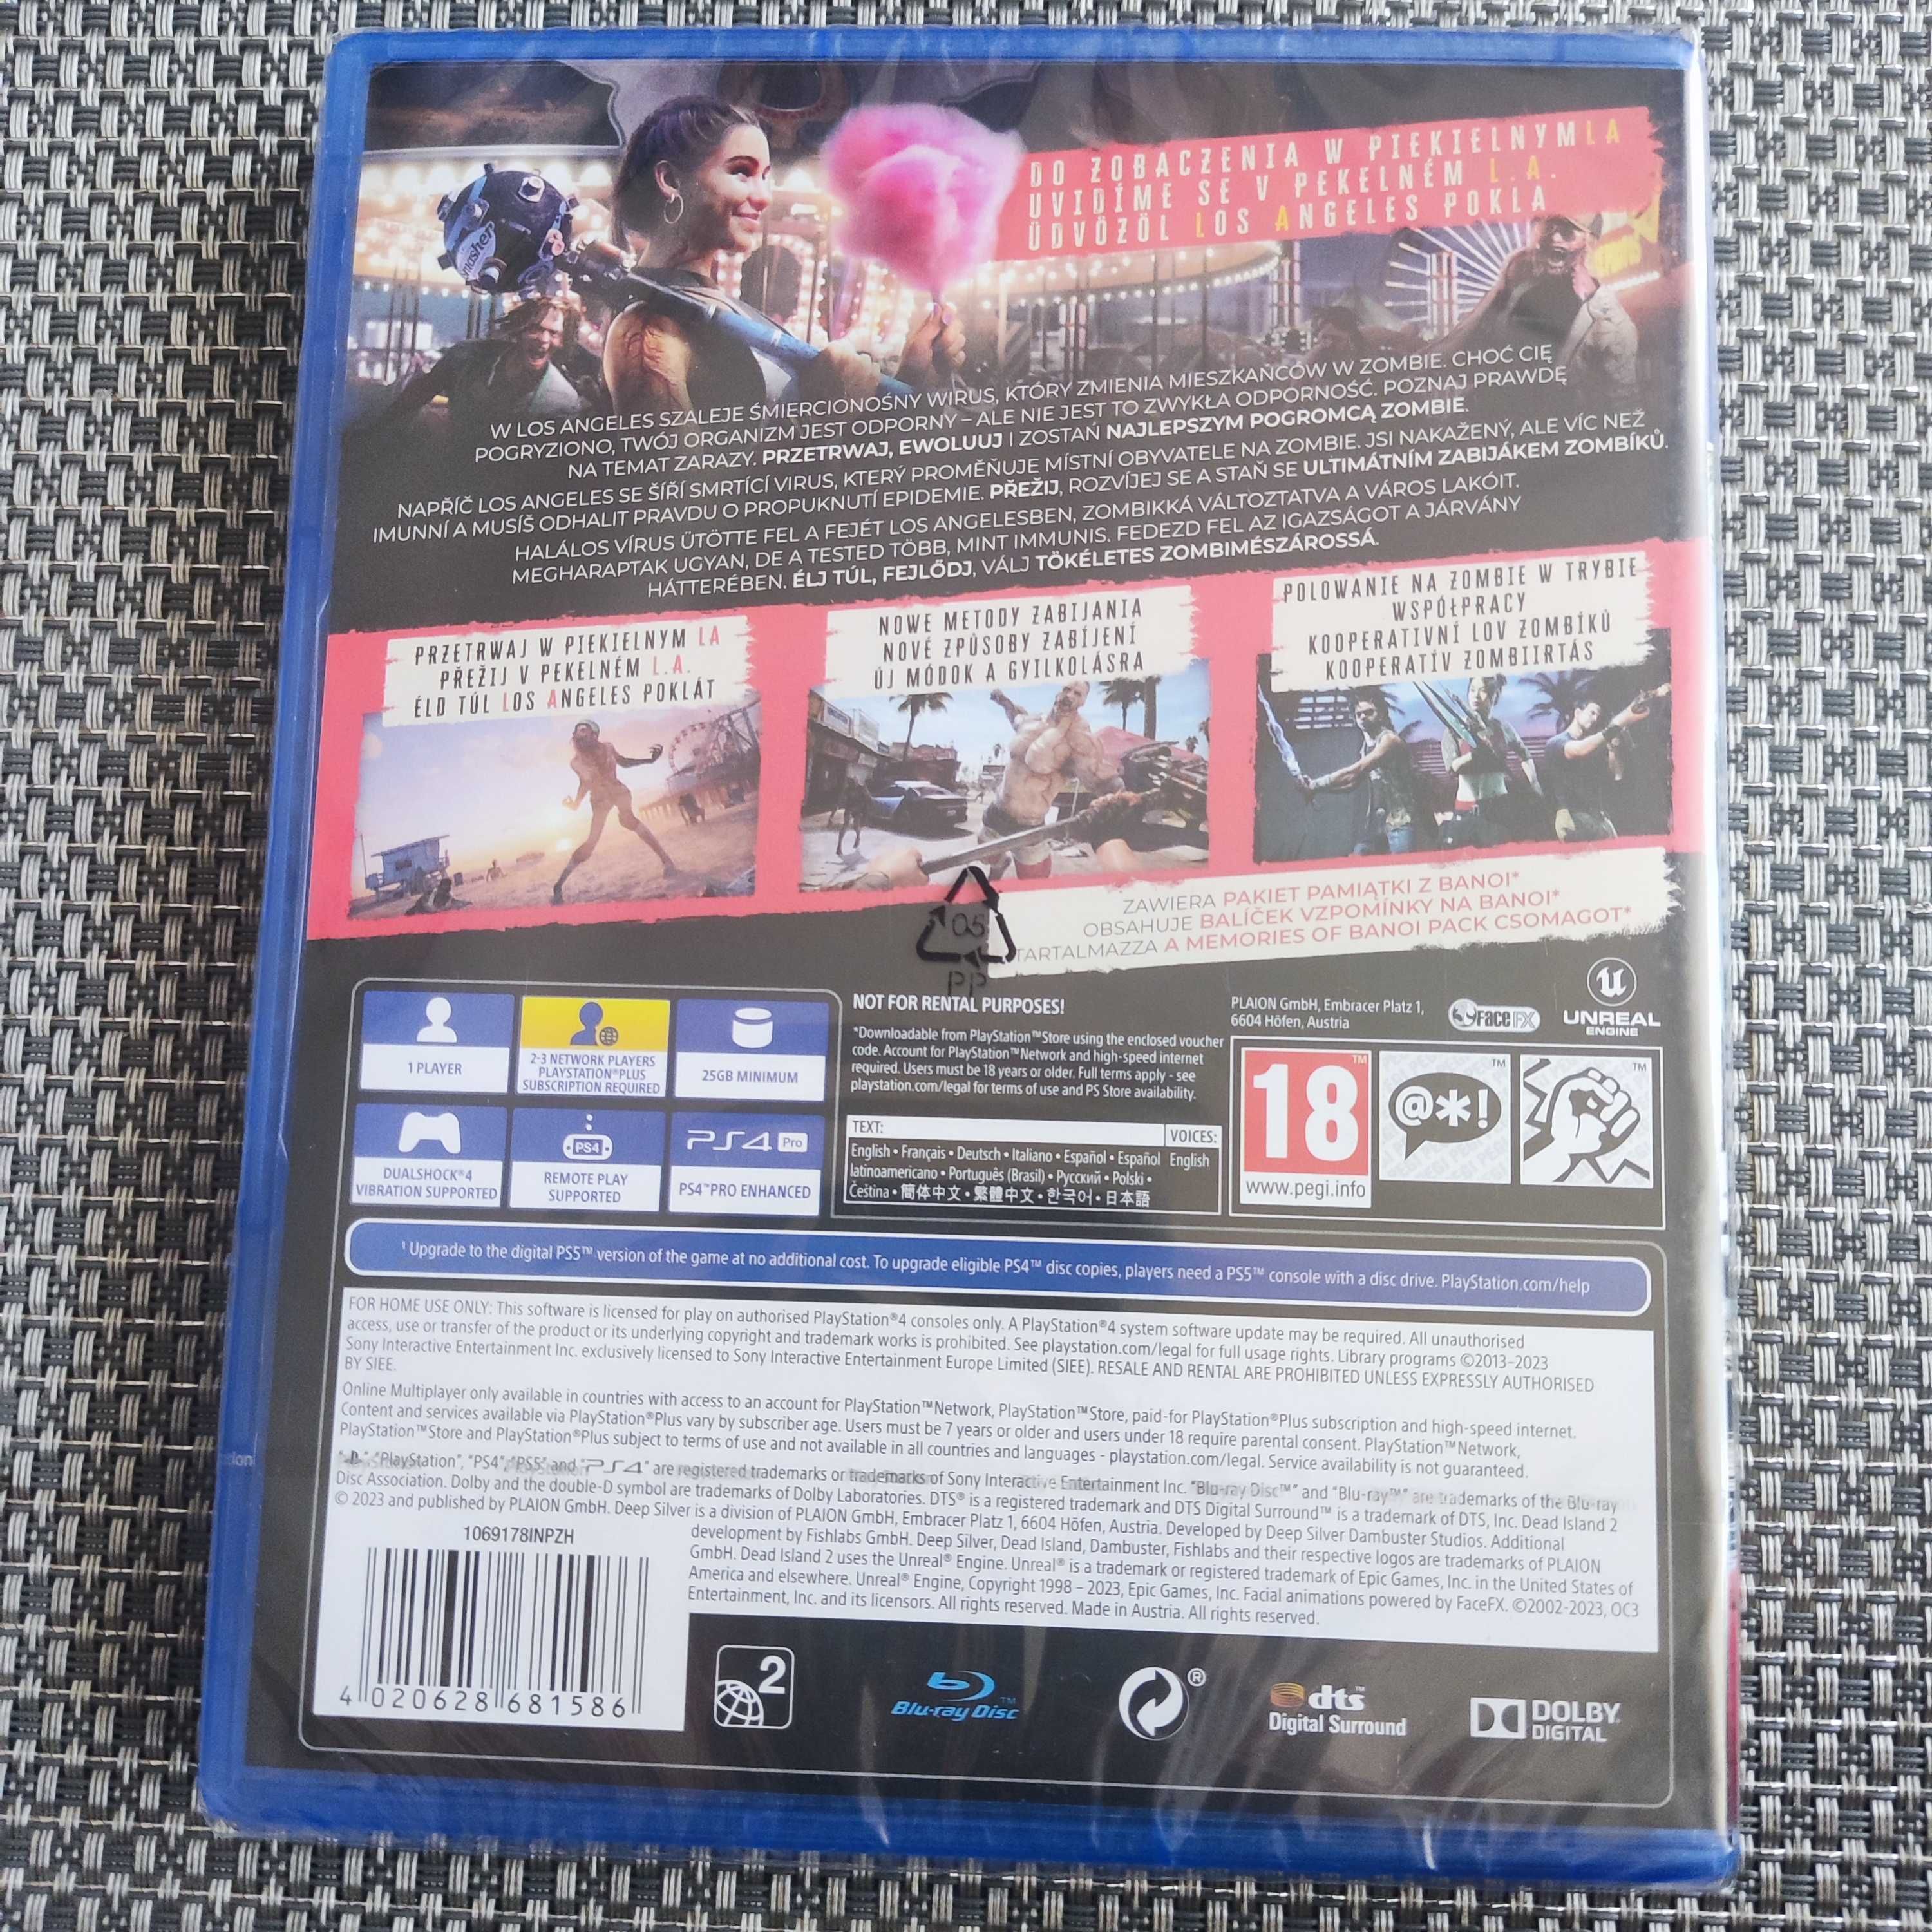 Smasher
DO ZOBACZENIA W PIEKIELNYM LA
UVIDÍME SE V PEKELNÉM L.A.
ÜDVÖZÖL LOS ANGELES POKLA
W LOS ANGELES SZALEJE ŚMIERCIONOŚNY WIRUS, KTÓRY ZMIENIA MIESZKAŃCÓW W ZOMBIE. CHOĆ CIĘ
POGRYZIONO, TWÓJ ORGANIZM JEST ODPORNY – ALE NIE JEST TO ZWYKŁA ODPORNOŚĆ. POZNAJ PRAWDĘ
NA TEMAT ZARAZY. PRZETRWAJ, EWOLUUJ I ZOSTAŃ NAJLEPSZYM POGROMCĄ ZOMBIE.
NAPŘÍČ LOS ANGELES SE ŠÍŘÍ SMRTÍCÍ VIRUS, KTERÝ PROMĚŇUJE MÍSTNÍ OBYVATELE NA ZOMBIE. JSI NAKAŽENÝ, ALE VÍC NEŽ
IMUNNÍ A MUSÍŠ ODHALIT PRAVDU O PROPUKNUTÍ EPIDEMIE. PŘEŽIJ, ROZVÍJEJ SE A STAŇ SE ULTIMÁTNÍM ZABIJÁKEM ZOMBÍKŮ.
HALÁLOS VÍRUS ÜTÖTTE FEL A FEJÉT LOS ANGELESBEN, ZOMBIKKÁ VÁLTOZTATVA A VÁROS LAKÓIT.
MEGHARAPTAK UGYAN, DE A TESTED TÖBB, MINT IMMUNIS. FEDEZD FEL AZ IGAZSÁGOT A JÁRVÁNY
HÁTTERÉBEN. ÉLJ TÚL, FEJLŐDJ, VÁLJ TÖKÉLETES ZOMBIMÉSZÁROSSÁ.
PRZETRWAJ W PIEKIELNYM LA
PŘEŽIJ V PEKELNÉM L.A.
ÉLD TÚL LOS ANGELES POKLÁT
NOWE METODY ZABIJANIA
NOVÉ ZPŮSOBY ZABÍJENÍ
ÚJ MÓDOK A GYILKOLÁSRA
POLOWANIE NA ZOMBIE W TRYBIE
WSPÓŁPRACY
KOOPERATIVNÍ LOV ZOMBÍKŮ
KOOPERATÍV ZOMBIIRTÁS
ZAWIERA PAKIET PAMIĄTKI Z BANOI*
OBSAHUJE BALÍČEK VZPOMÍNKY NA BANOI*
TARTALMAZZA A MEMORIES OF BANOI PACK CSOMAGOT*
05
PP
1 PLAYER
2-3 NETWORK PLAYERS
PLAYSTATION®PLUS
SUBSCRIPTION REQUIRED
25GB MINIMUM
DUALSHOCK®4
VIBRATION SUPPORTED
PS4
REMOTE PLAY
SUPPORTED
PS4 Pro
PS4™PRO ENHANCED
NOT FOR RENTAL PURPOSES!
*Downloadable from PlayStation™Store using the enclosed voucher
code. Account for PlayStation™Network and high-speed internet
required. Users must be 18 years or older. Full terms apply - see
playstation.com/legal for terms of use and PS Store availability.
TEXT:
VOICES:
English • Français • Deutsch • Italiano • Español • Español
latinoamericano • Português (Brasil) • Русский • Polski •
Čeština • 简体中文 • 繁體中文 • 한국어 • 日本語
English
PLAION GmbH, Embracer Platz 1,
6604 Höfen, Austria
FaceFX
UNREAL
ENGINE
18
www.pegi.info
@*!
¹ Upgrade to the digital PS5™ version of the game at no additional cost. To upgrade eligible PS4™ disc copies, players need a PS5™ console with a disc drive. PlayStation.com/help
FOR HOME USE ONLY: This software is licensed for play on authorised PlayStation®4 consoles only. A PlayStation®4 system software update may be required. All unauthorised
access, use or transfer of the product or its underlying copyright and trademark works is prohibited. See playstation.com/legal for full usage rights. Library programs ©2013-2023
Sony Interactive Entertainment Inc. exclusively licensed to Sony Interactive Entertainment Europe Limited (SIEE). RESALE AND RENTAL ARE PROHIBITED UNLESS EXPRESSLY AUTHORISED
BY SIEE.
Online Multiplayer only available in countries with access to an account for PlayStation™Network, PlayStation™Store, paid-for PlayStation®Plus subscription and high-speed internet.
Content and services available via PlayStation®Plus vary by subscriber age. Users must be 7 years or older and users under 18 require parental consent. PlayStation™Network,
PlayStation™Store and PlayStation®Plus subject to terms of use and not available in all countries and languages - playstation.com/legal. Service availability is not guaranteed.
"PlayStation", "PS4", "PS5" and "PS4" are registered trademarks or trademarks of Sony Interactive Entertainment Inc. "Blu-ray Disc™" and "Blu-ray™" are trademarks of the Blu-ray
Disc Association. Dolby and the double-D symbol are trademarks of Dolby Laboratories. DTS® is a registered trademark and DTS Digital Surround™ is a trademark of DTS, Inc. Dead Island 2
© 2023 and published by PLAION GmbH. Deep Silver is a division of PLAION GmbH, Embracer Platz 1, 6604 Höfen, Austria. Developed by Deep Silver Dambuster Studios. Additional
development by Fishlabs GmbH. Deep Silver, Dead Island, Dambuster, Fishlabs and their respective logos are trademarks of PLAION
GmbH. Dead Island 2 uses the Unreal® Engine. Unreal® is a trademark or registered trademark of Epic Games, Inc. in the United States of
America and elsewhere. Unreal® Engine, Copyright 1998 – 2023, Epic Games, Inc. Facial animations powered by FaceFX. ©2002-2023, OC3
Entertainment, Inc. and its licensors. All rights reserved. Made in Austria. All rights reserved.
1069178INPZH
4 020628 681586
2
Blu-ray Disc™
®
dts
Digital Surround
DOLBY
DIGITAL